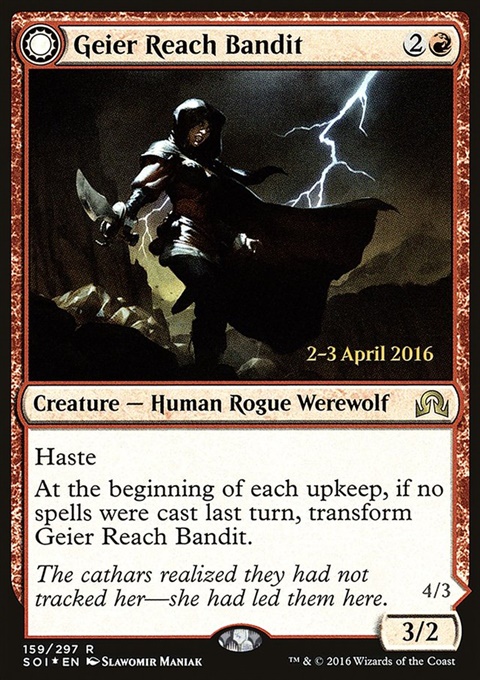 Geier Reach Bandit 2
2–3 April 2016
Creature — Human Rogue Werewolf
Haste
At the beginning of each upkeep, if no
spells were cast last turn, transform
Geier Reach Bandit.
The cathars realized they had not
tracked her—she had led them here.
4/3
3/2
159/297 R
SOI★EN Slawomir Maniak
™ & © 2016 Wizards of the Coast